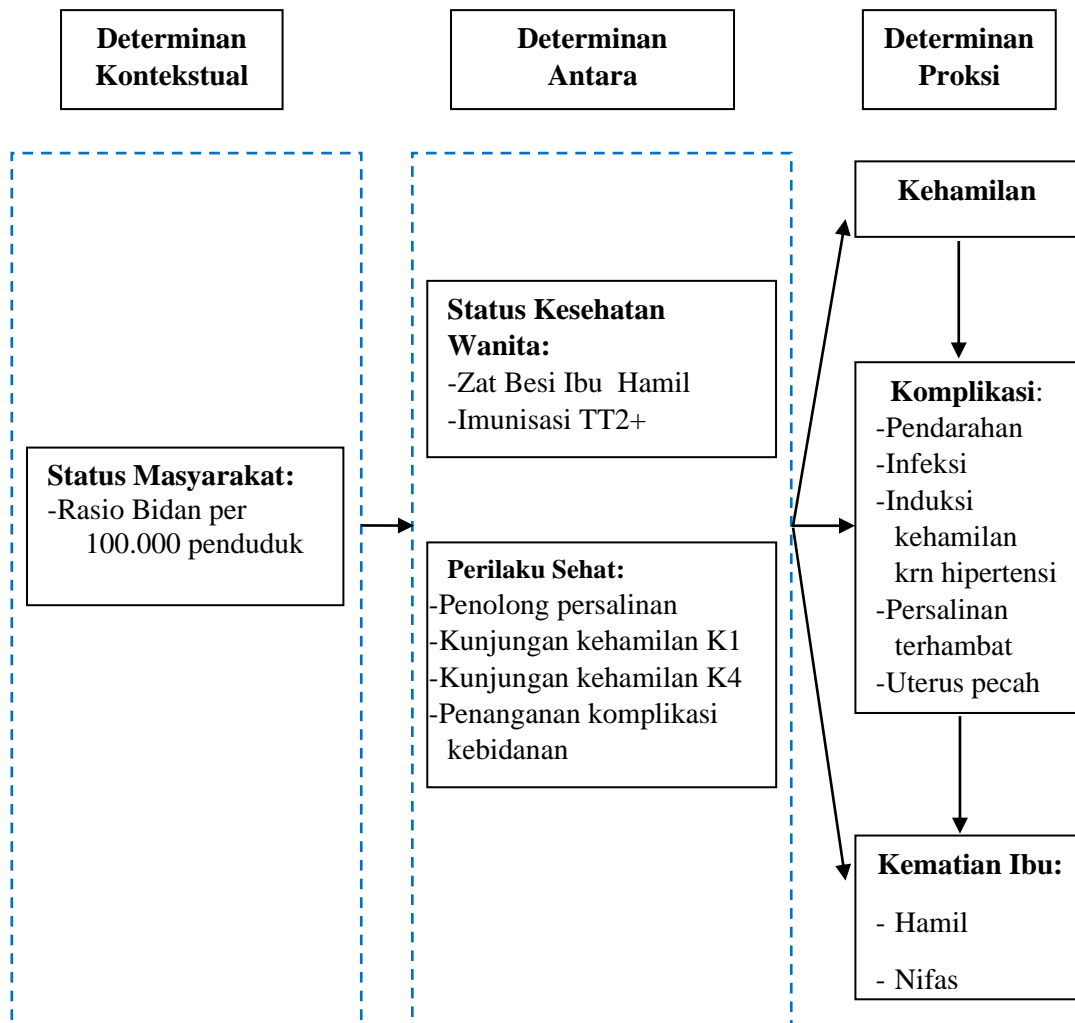 Determinan
Kontekstual
Determinan
Antara
Determinan
Proksi
Status Masyarakat:
-Rasio Bidan per
100.000 penduduk
Status Kesehatan
Wanita:
-Zat Besi Ibu Hamil
-Imunisasi TT2+
Perilaku Sehat:
-Penolong persalinan
-Kunjungan kehamilan K1
-Kunjungan kehamilan K4
-Penanganan komplikasi
kebidanan
Kehamilan
Komplikasi:
-Pendarahan
-Infeksi
-Induksi
kehamilan
krn hipertensi
-Persalinan
terhambat
-Uterus pecah
Kematian Ibu:
- Hamil
- Nifas